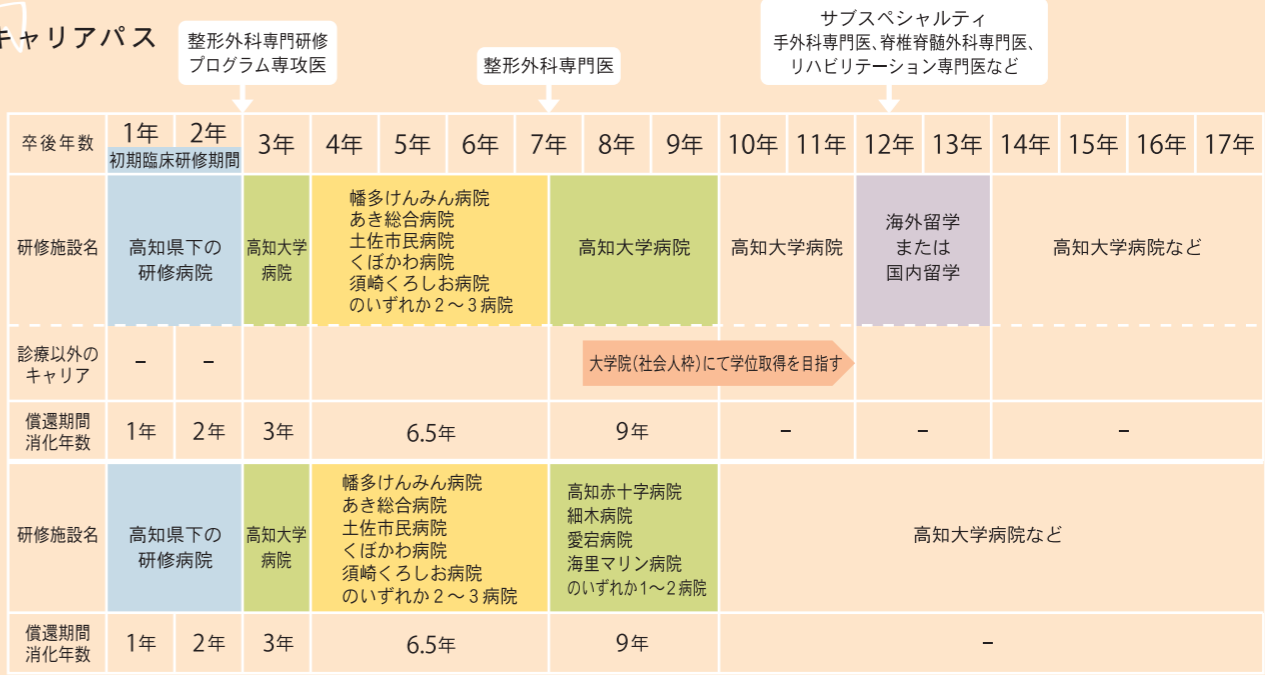 キャリアパス
整形外科専門研修
プログラム専攻医
整形外科専門医
サブスペシャルティ
手外科専門医、脊椎脊髄外科専門医、
リハビリテーション専門医など
卒後年数 1年 2年 3年 4年 5年 6年 7年 8年 9年 10年 11年 12年 13年 14年 15年 16年 17年
初期臨床研修期間
研修施設名
高知県下の
研修病院
高知大学
病院
幡多けんみん病院
あき総合病院
土佐市民病院
くぼかわ病院
須崎くろしお病院
のいずれか2〜3病院
高知大学病院
高知大学病院
海外留学
または
国内留学
高知大学病院など
診療以外の
キャリア
− −
大学院(社会人枠)にて学位取得を目指す
償還期間
消化年数
1年 2年 3年 6.5年 9年 − − −
研修施設名
高知県下の
研修病院
高知大学
病院
幡多けんみん病院
あき総合病院
土佐市民病院
くぼかわ病院
須崎くろしお病院
のいずれか2〜3病院
高知赤十字病院
細木病院
愛宕病院
海里マリン病院
のいずれか1〜2病院
高知大学病院など
償還期間
消化年数
1年 2年 3年 6.5年 9年 −